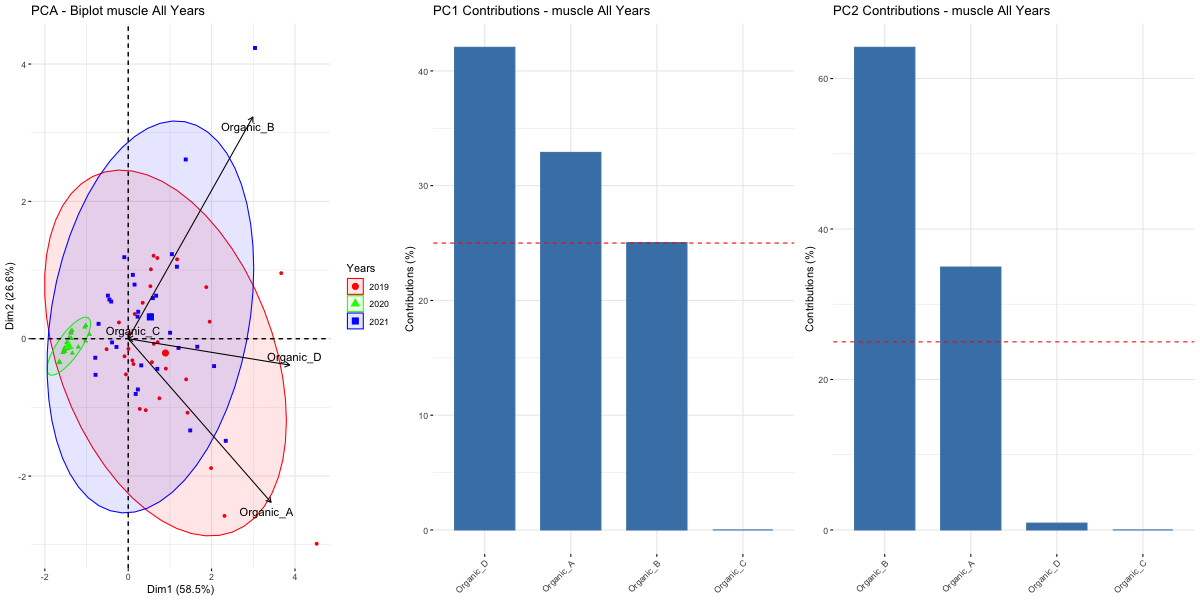 PCA - Biplot muscle All Years
Dim2 (26.6%)
4
2
0
-2
Organic_B
Organic_C
Organic_D
Organic_A
-2
0
2
4
Dim1 (58.5%)
Years
2019
2020
2021
PC1 Contributions - muscle All Years
Contributions (%)
40
30
20
10
0
Organic_D
Organic_A
Organic_B
Organic_C
PC2 Contributions - muscle All Years
Contributions (%)
60
40
20
0
Organic_B
Organic_A
Organic_D
Organic_C